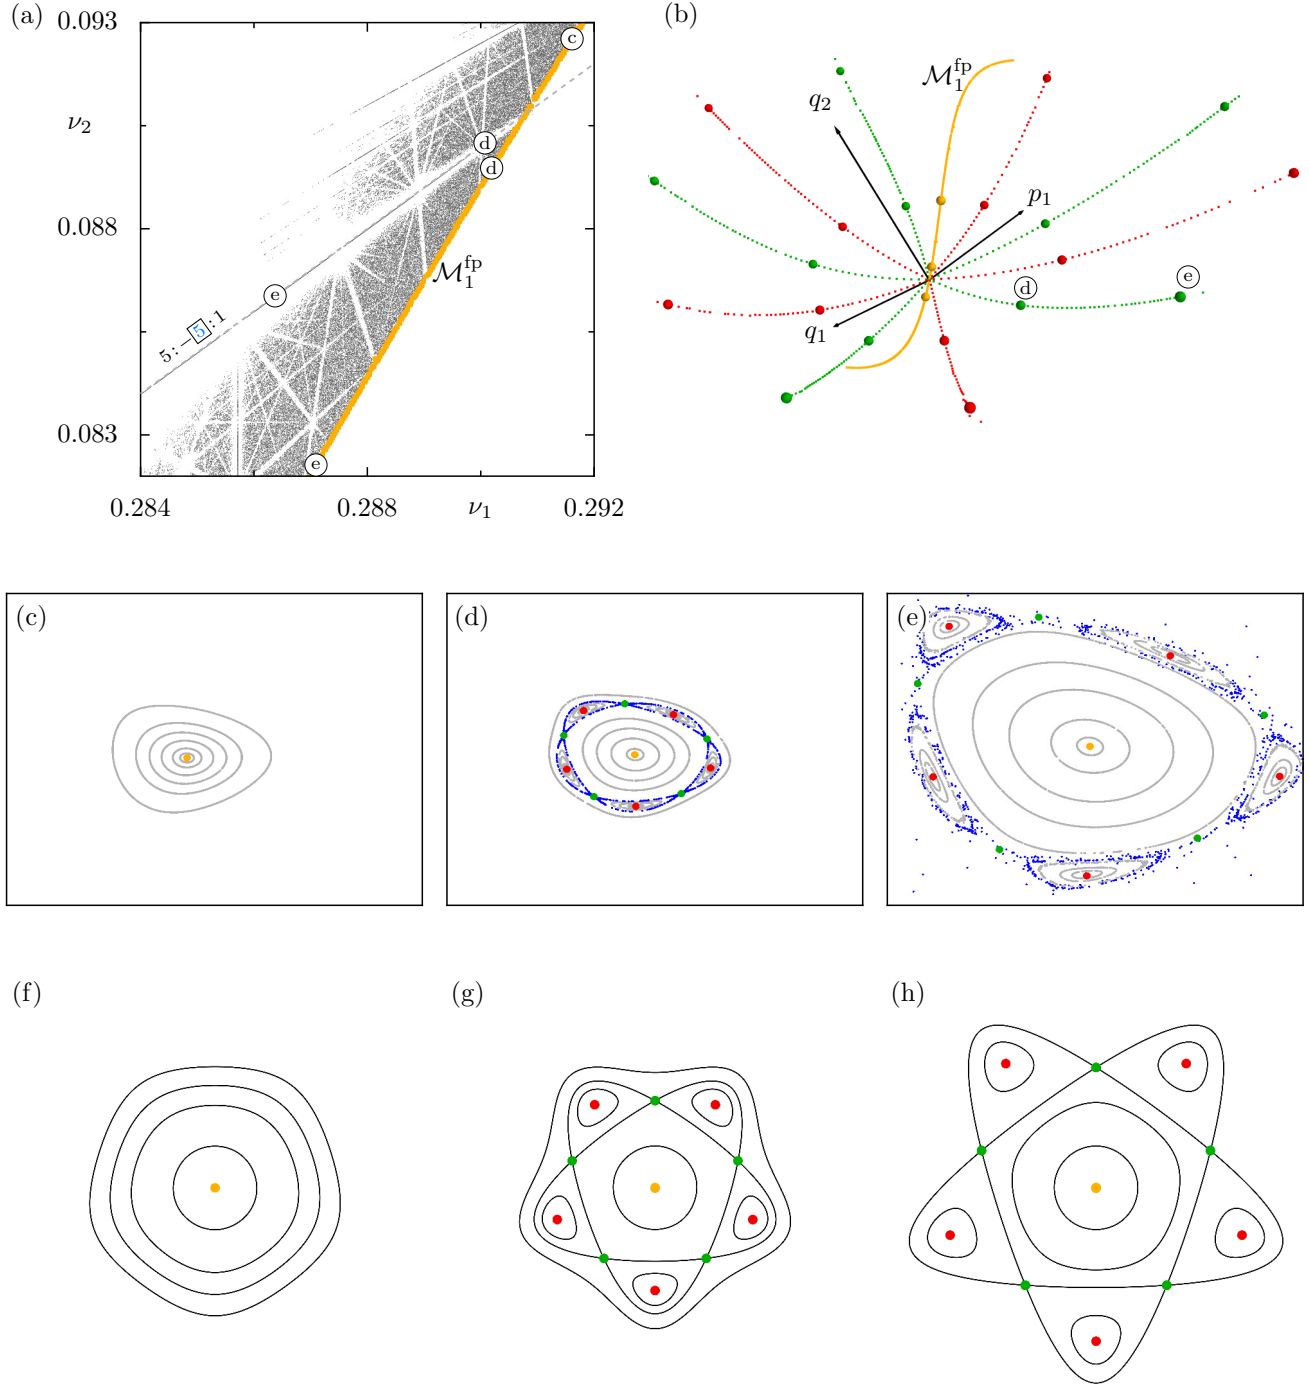 (a)
0.093
ν₂
0.088
0.083
0.284
0.288
ν₁
0.292
c
d
d
e
e
5:−5:1
ℳ₁ᶠᵖ
(b)
ℳ₁ᶠᵖ
q₂
p₁
q₁
d
e
(c)
(d)
(e)
(f)
(g)
(h)